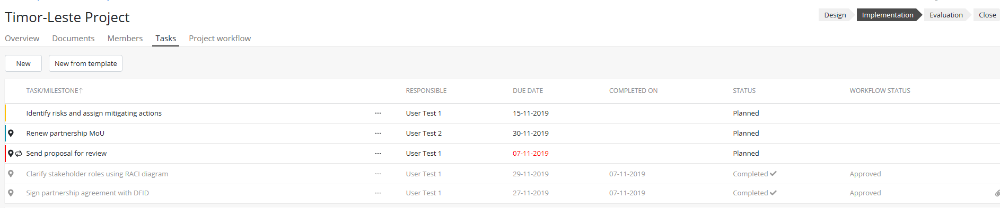 Timor-Leste Project
Design Implementation Evaluation Close
Overview Documents Members Tasks Project workflow
New New from template
TASK/MILESTONE↑ RESPONSIBLE DUE DATE COMPLETED ON STATUS WORKFLOW STATUS
Identify risks and assign mitigating actions ... User Test 1 15-11-2019 Planned
Renew partnership MoU ... User Test 2 30-11-2019 Planned
Send proposal for review ... User Test 1 07-11-2019 Planned
Clarify stakeholder roles using RACI diagram ... User Test 1 29-11-2019 07-11-2019 Completed ✔ Approved
Sign partnership agreement with DFID ... User Test 1 27-11-2019 07-11-2019 Completed ✔ Approved